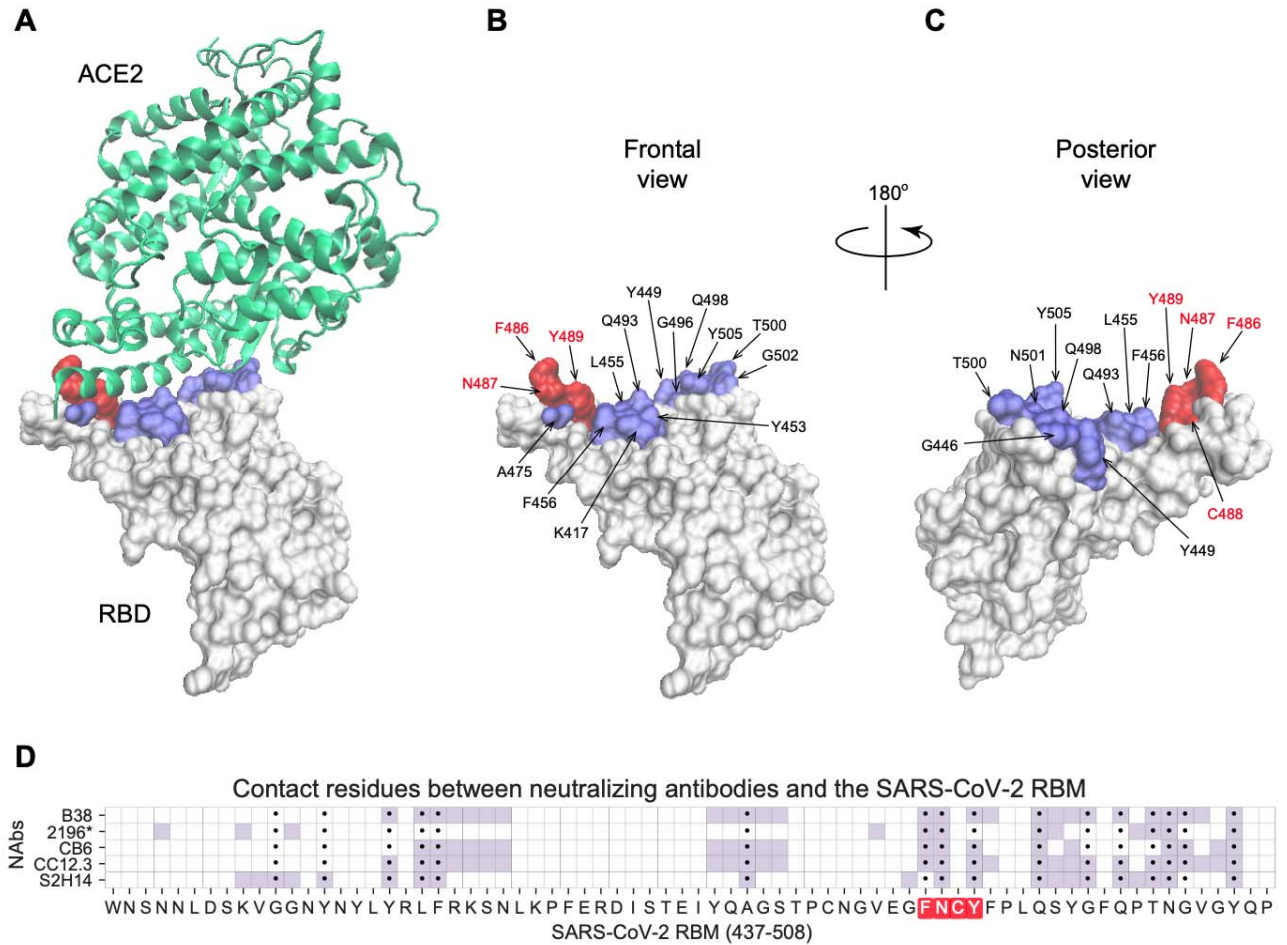 A
ACE2
RBD
B
Frontal
view
F486
Y489
N487
L455
Q493
Y449
G496
Q498
Y505
T500
G502
Y453
A475
F456
K417
180º
C
Posterior
view
T500
N501
Y505
Q498
Q493
L455
F456
Y489
N487
F486
G446
C488
Y449
D
Contact residues between neutralizing antibodies and the SARS-CoV-2 RBM
NAbs
B38
2196*
CB6
CC12.3
S2H14
W N S N N L D S K V G G N Y N Y L Y R L F R K S N L K P F E R D I S T E I Y Q A G S T P C N G V E G F N C Y F P L Q S Y G F Q P T N G V G Y Q P
SARS-CoV-2 RBM (437-508)